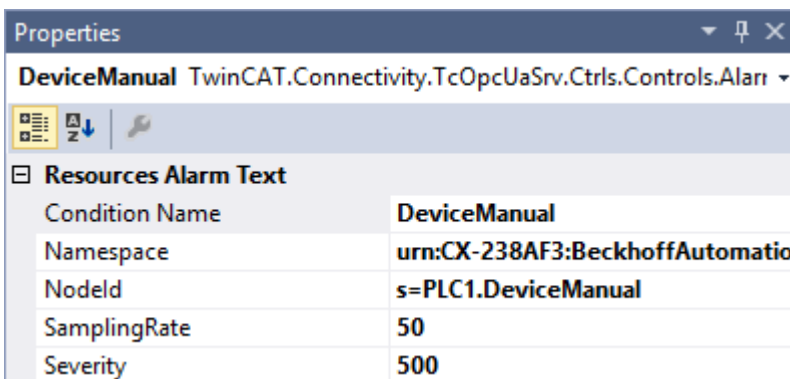 Properties
DeviceManual TwinCAT.Connectivity.TcOpcUaSrv.Ctrls.Controls.Alarr
Resources Alarm Text
Condition Name DeviceManual
Namespace urn:CX-238AF3:BeckhoffAutomatio
NodeId s=PLC1.DeviceManual
SamplingRate 50
Severity 500